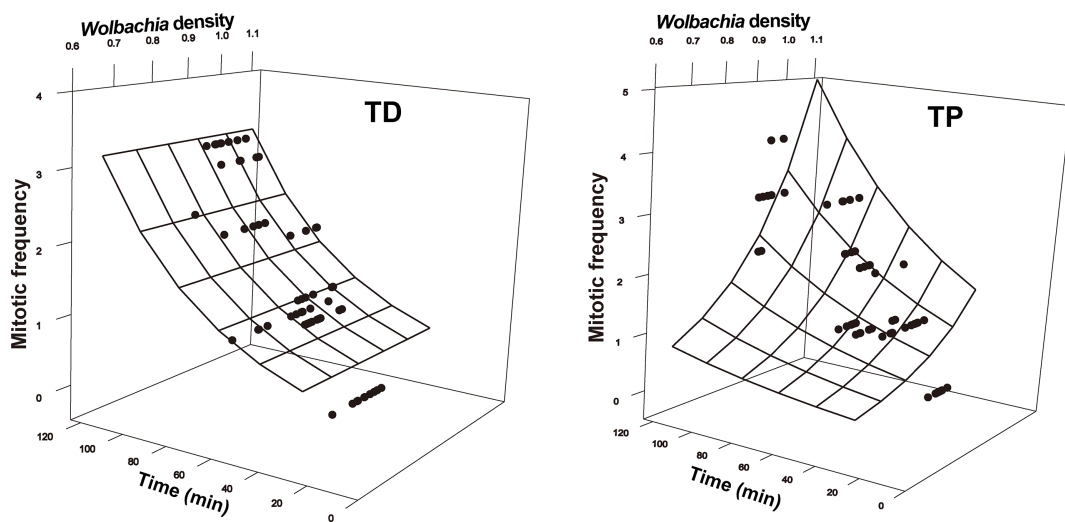 Wolbachia density
0.6 0.7 0.8 0.9 1.0 1.1
TD
4
3
2
1
0
Mitotic frequency
120 100 80 60 40 20 0
Time (min)
Wolbachia density
0.6 0.7 0.8 0.9 1.0 1.1
TP
5
4
3
2
1
0
Mitotic frequency
120 100 80 60 40 20 0
Time (min)